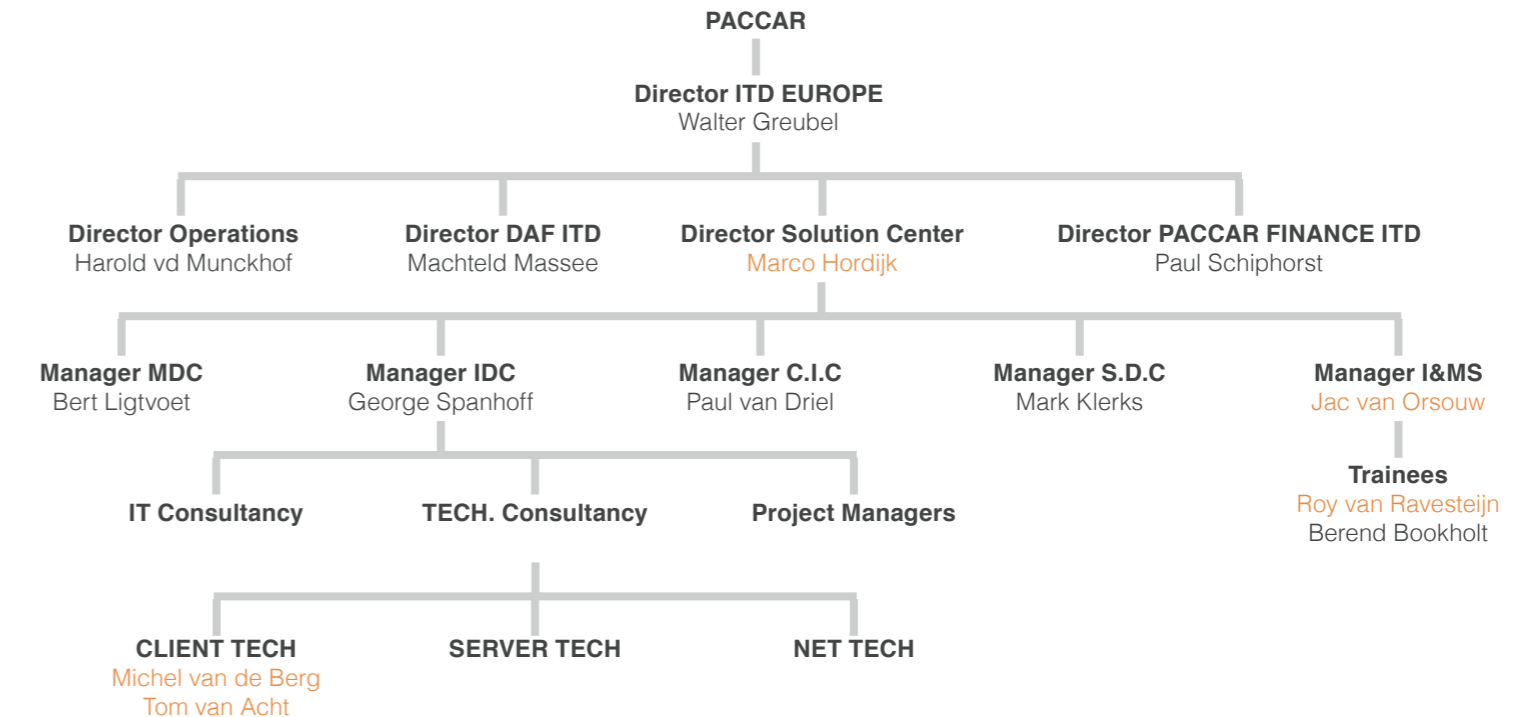 PACCAR
Director ITD EUROPE
Walter Greubel
Director Operations
Harold vd Munckhof
Director DAF ITD
Machteld Massee
Director Solution Center
Marco Hordijk
Director PACCAR FINANCE ITD
Paul Schiphorst
Manager MDC
Bert Ligtvoet
Manager IDC
George Spanhoff
Manager C.I.C
Paul van Driel
Manager S.D.C
Mark Klerks
Manager I&MS
Jac van Orsouw
Trainees
Roy van Ravesteijn
Berend Bookholt
IT Consultancy
TECH. Consultancy
Project Managers
CLIENT TECH
Michel van de Berg
Tom van Acht
SERVER TECH
NET TECH